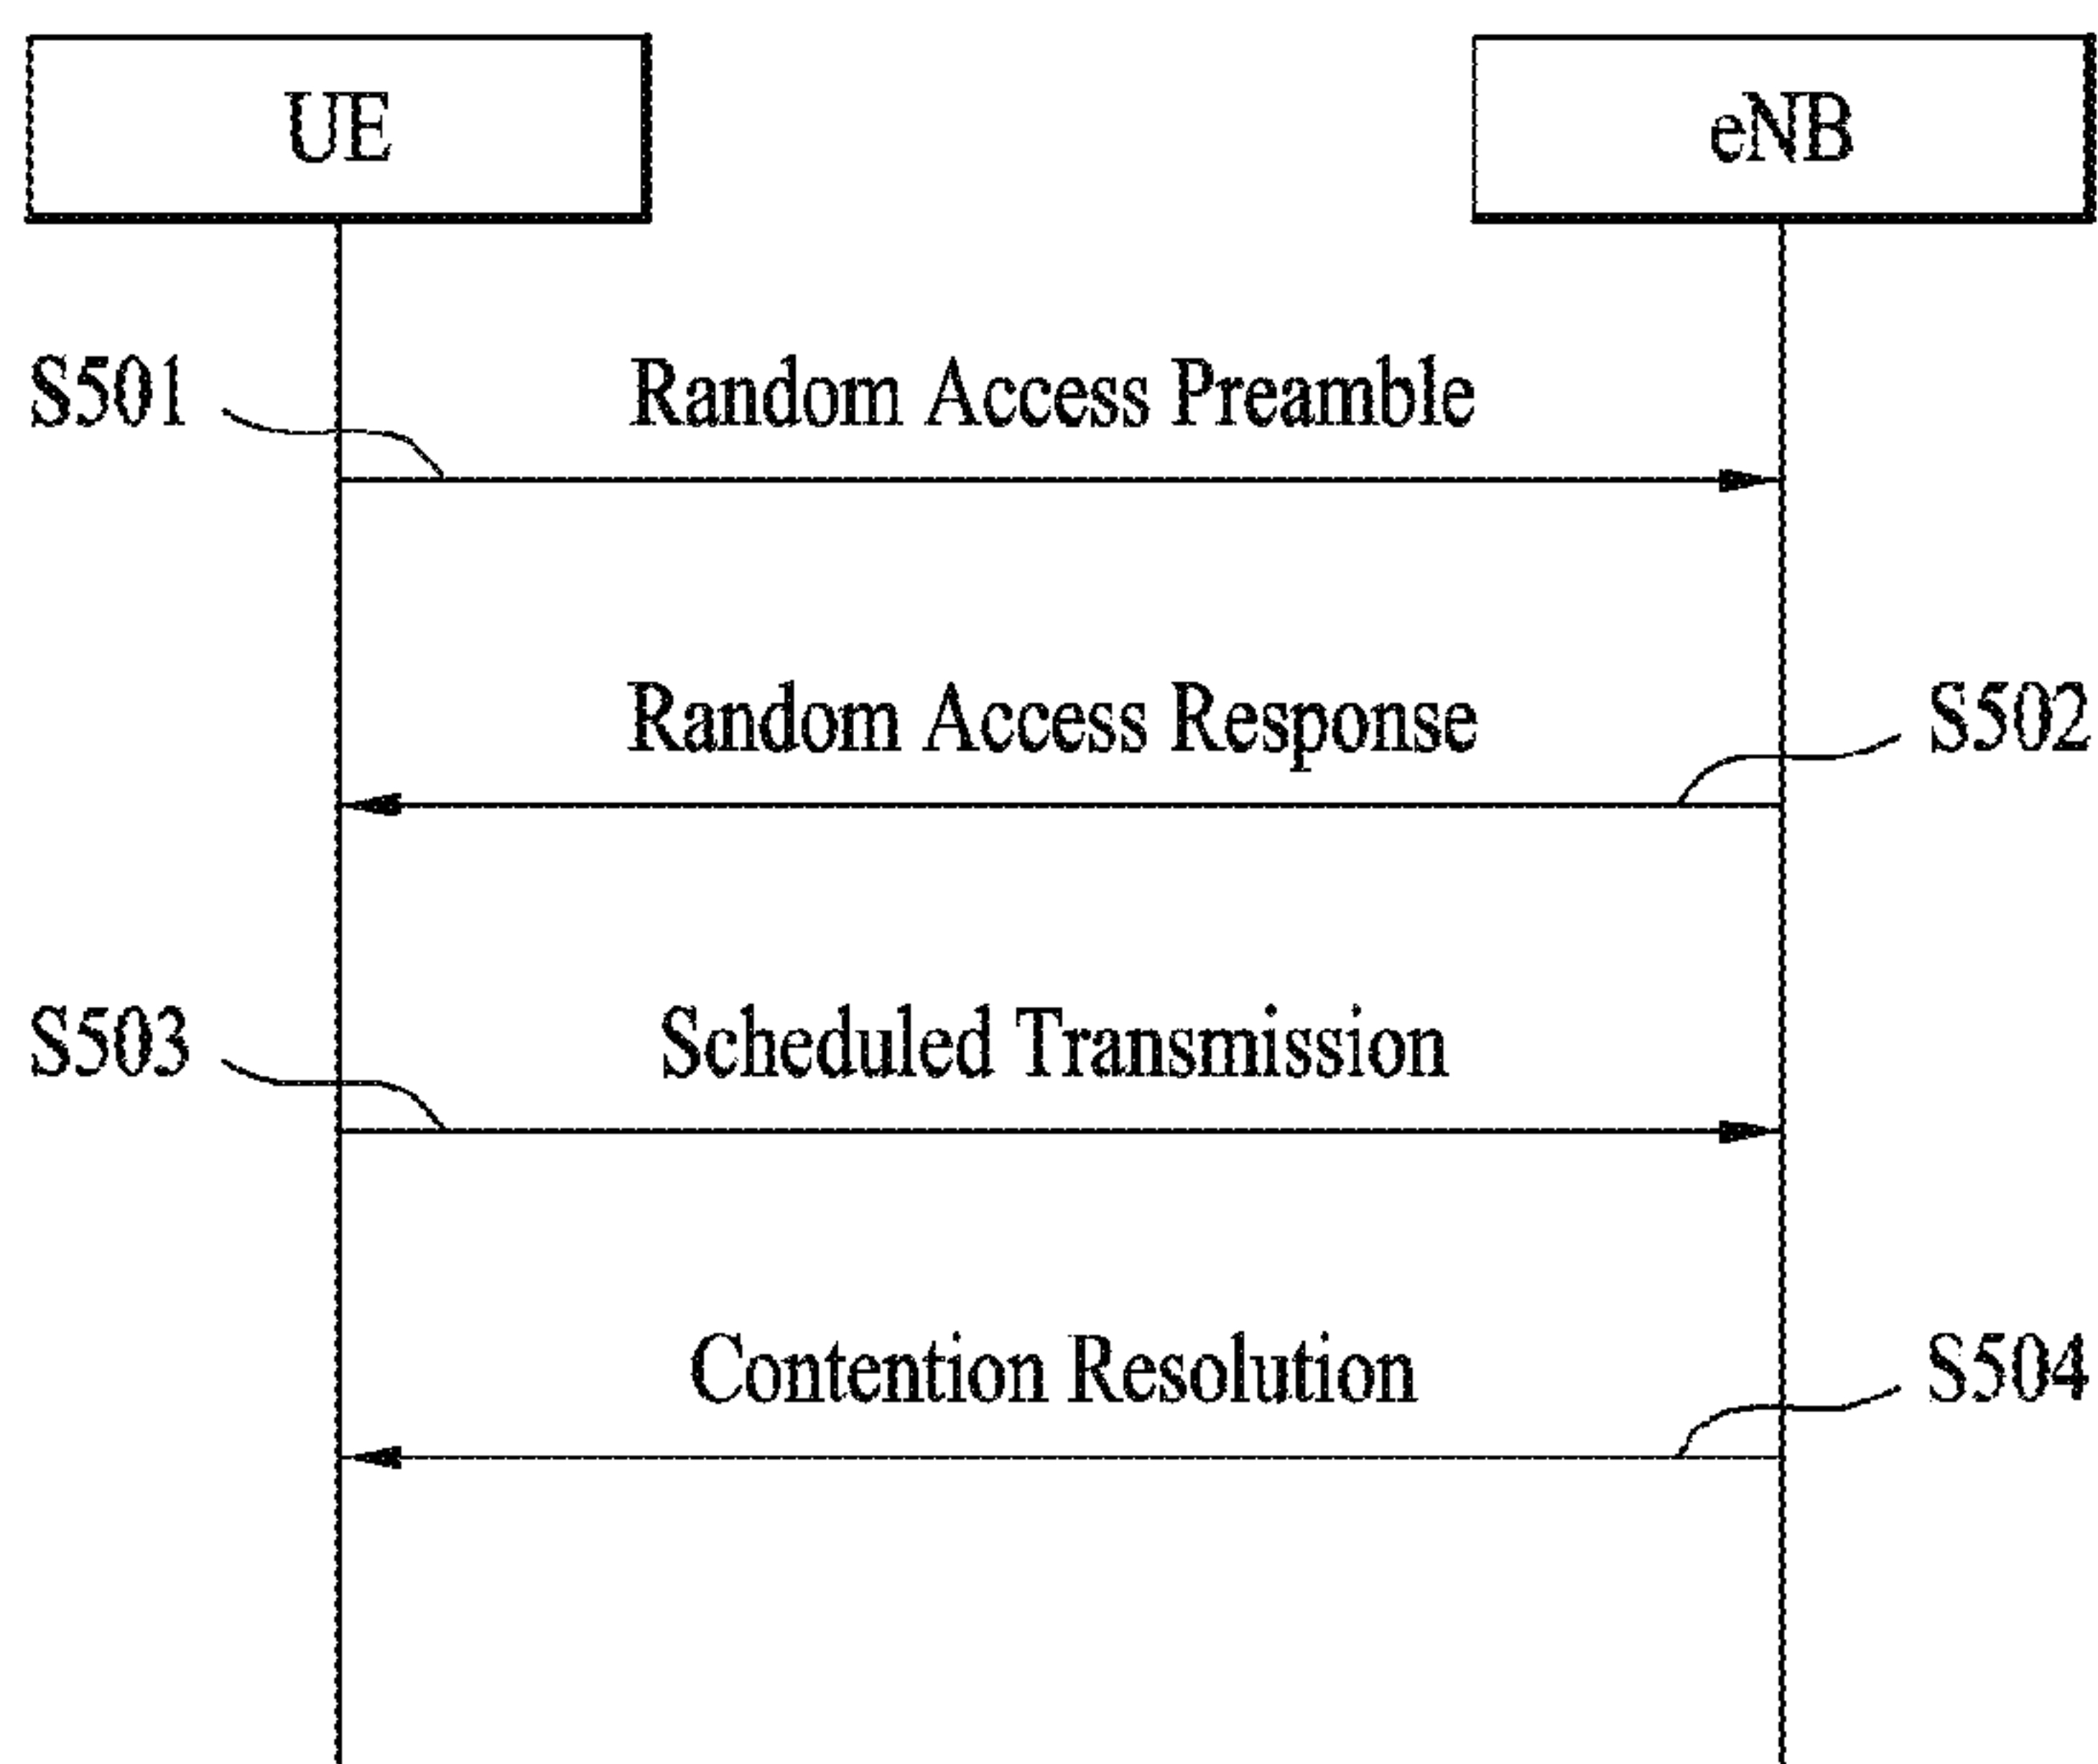 UE
eNB
S501
Random Access Preamble
Random Access Response
S502
S503
Scheduled Transmission
Contention Resolution
S504